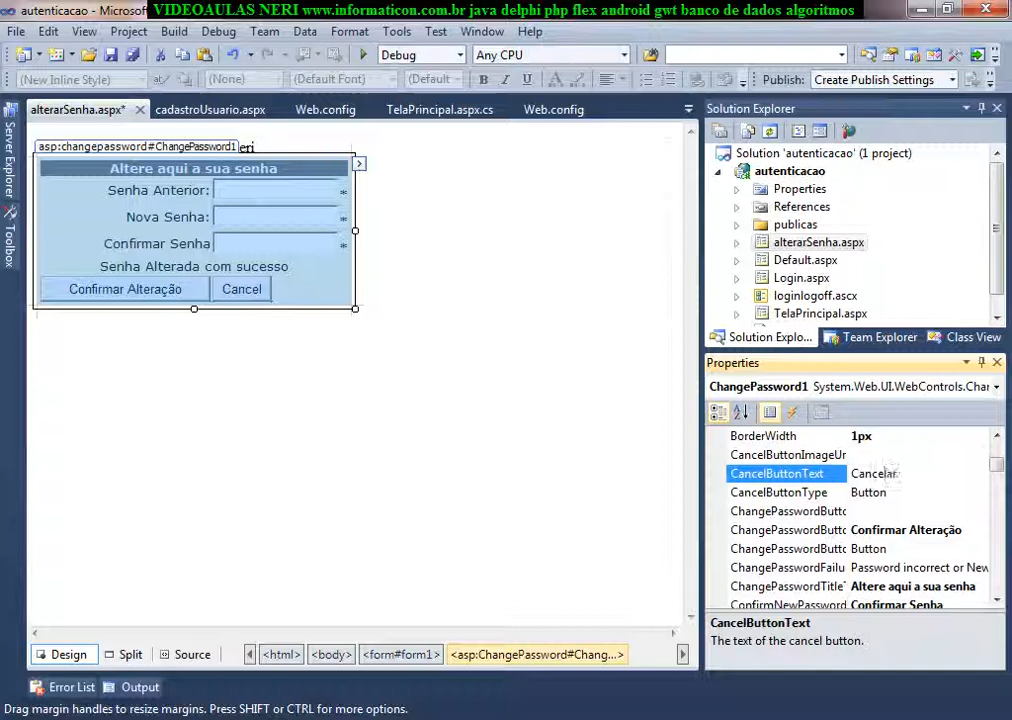 autenticacao - Microsof
VIDEOAULAS NERI www.informaticon.com.br java delphi php flex android gwt banco de dados algoritmos
File Edit View Project Build Debug Team Data Format Tools Test Window Help
Debug Any CPU
(New Inline Style) (None) (Default Font) (Default B I U A Publish: Create Publish Settings
alterarSenha.aspx* cadastroUsuario.aspx Web.config TelaPrincipal.aspx.cs Web.config
Server Explorer
Toolbox
asp:changepassword#ChangePassword1 eri
Altere aqui a sua senha
Senha Anterior: *
Nova Senha: *
Confirmar Senha *
Senha Alterada com sucesso
Confirmar Alteração Cancel
Solution Explorer
Solution 'autenticacao' (1 project)
autenticacao
Properties
References
publicas
alterarSenha.aspx
Default.aspx
Login.aspx
loginlogoff.ascx
TelaPrincipal.aspx
Solution Explo... Team Explorer Class View
Properties
ChangePassword1 System.Web.UI.WebControls.Char
BorderWidth 1px
CancelButtonImageUr
CancelButtonText Cancelar
CancelButtonType Button
ChangePasswordButto
ChangePasswordButto Confirmar Alteração
ChangePasswordButto Button
ChangePasswordFailu Password incorrect or New
ChangePasswordTitleT Altere aqui a sua senha
ConfirmNewPassword Confirmar Senha
CancelButtonText
The text of the cancel button.
Design Split Source <html> <body> <form#form1> <asp:ChangePassword#Chang...>
Error List Output
Drag margin handles to resize margins. Press SHIFT or CTRL for more options.